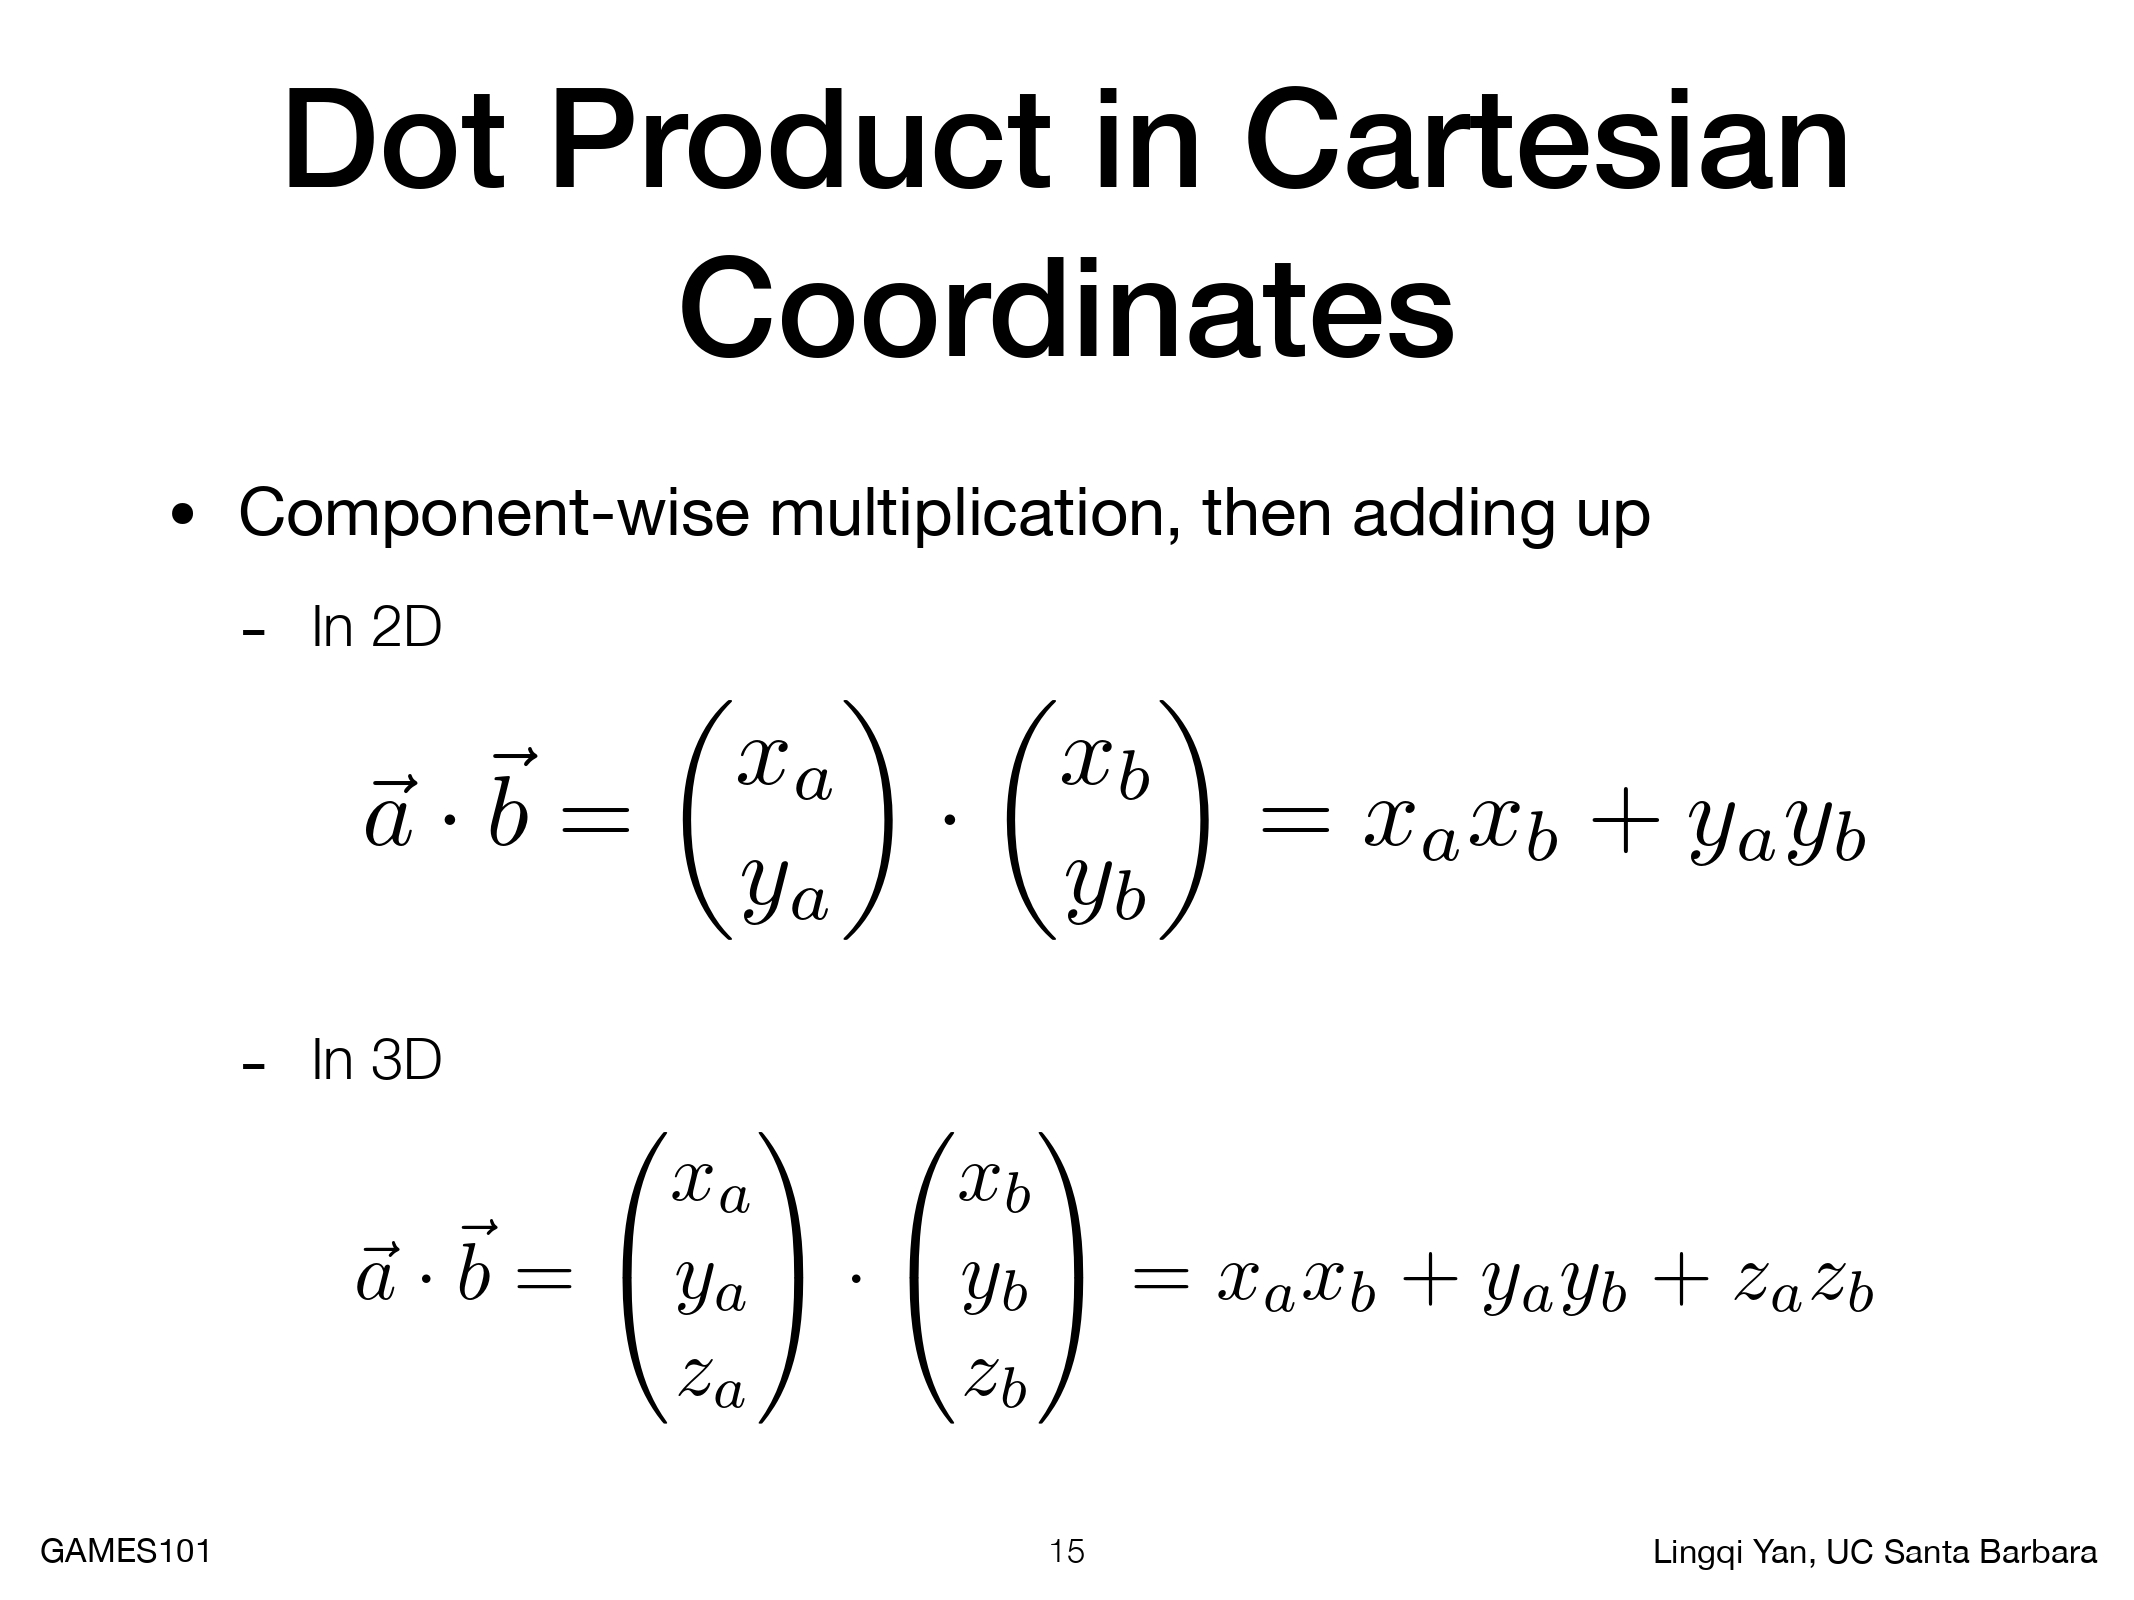 Dot Product in Cartesian
Coordinates
• Component-wise multiplication, then adding up
- In 2D
$\vec{a} \cdot \vec{b} = \begin{pmatrix} x_a \\ y_a \end{pmatrix} \cdot \begin{pmatrix} x_b \\ y_b \end{pmatrix} = x_a x_b + y_a y_b$
- In 3D
$\vec{a} \cdot \vec{b} = \begin{pmatrix} x_a \\ y_a \\ z_a \end{pmatrix} \cdot \begin{pmatrix} x_b \\ y_b \\ z_b \end{pmatrix} = x_a x_b + y_a y_b + z_a z_b$
GAMES101
15
Lingqi Yan, UC Santa Barbara